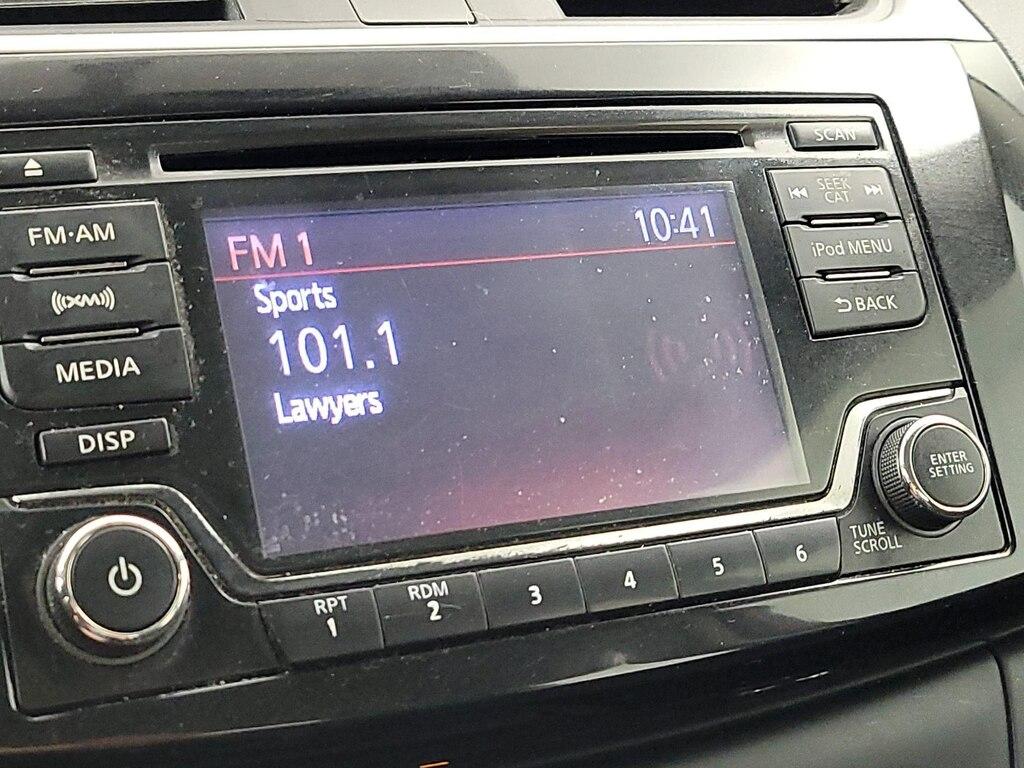 SCAN
FM·AM
SEEK
CAT
XM
iPod MENU
BACK
MEDIA
DISP
FM 1 10:41
Sports
101.1
Lawyers
ENTER
SETTING
TUNE
SCROLL
RPT
1
RDM
2
3
4
5
6